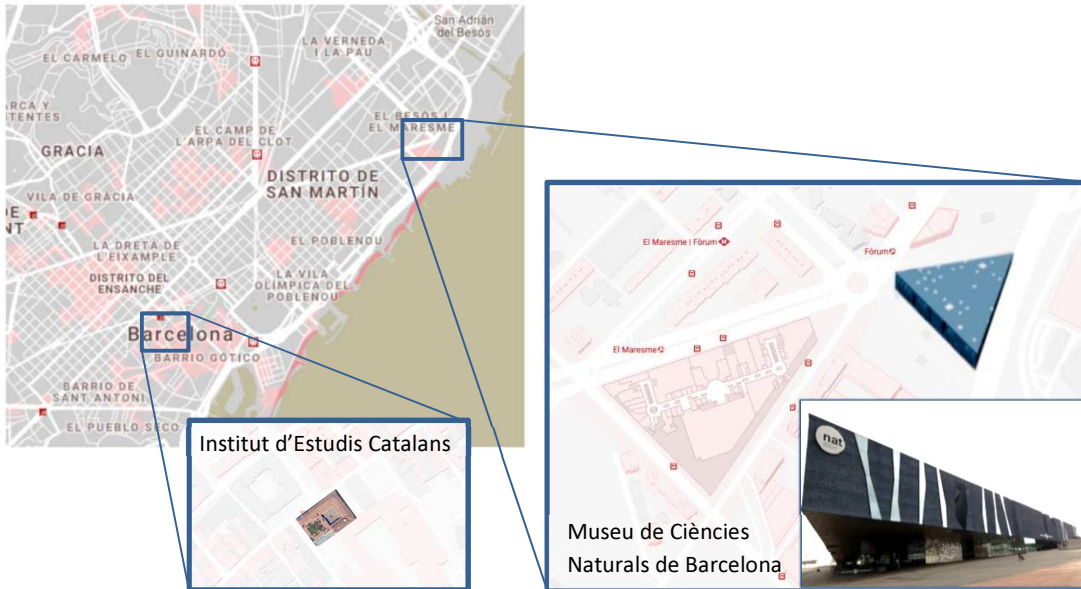 San Adrián
del Besós
LA VERNEDA
I LA PAU
EL CARMELO
EL GUINARDÓ
ARCA Y
TENTES
EL BESÒS I
EL MARESME
EL CAMP DE
L'ARPA DEL CLOT
GRACIA
DISTRITO DE
SAN MARTÍN
VILA DE GRÀCIA
DE
NT
EL POBLENOU
LA DRETA DE
L'EIXAMPLE
DISTRITO DEL
ENSANCHE
LA VILA
OLÍMPICA DEL
POBLENOU
Barcelona
BARRIO GÓTICO
BARRIO DE
SANT ANTONI
EL PUEBLO SECO
Institut d'Estudis Catalans
El Maresme | Fòrum
Fòrum
El Maresme
nat
Museu de Ciències
Naturals de Barcelona